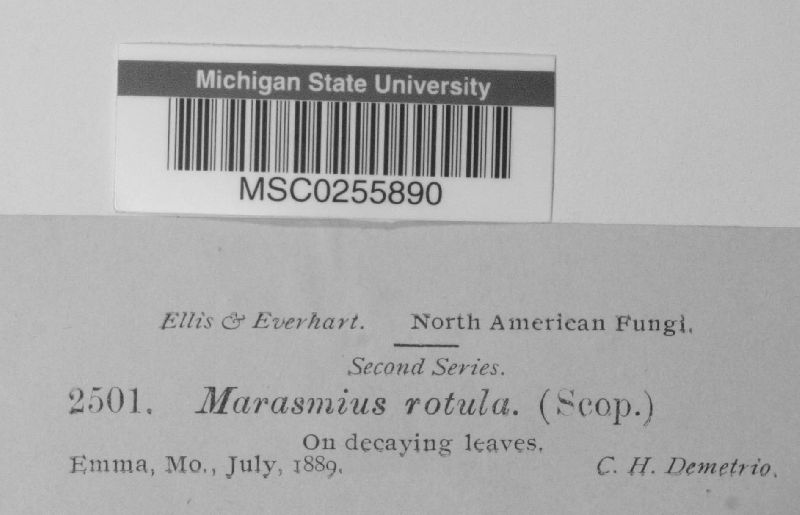 Michigan State University
MSC0255890
Ellis & Everhart. North American Fungi.
Second Series.
2501. Marasmius rotula. (Scop.)
On decaying leaves.
Emma, Mo., July, 1889. C. H. Demetrio.